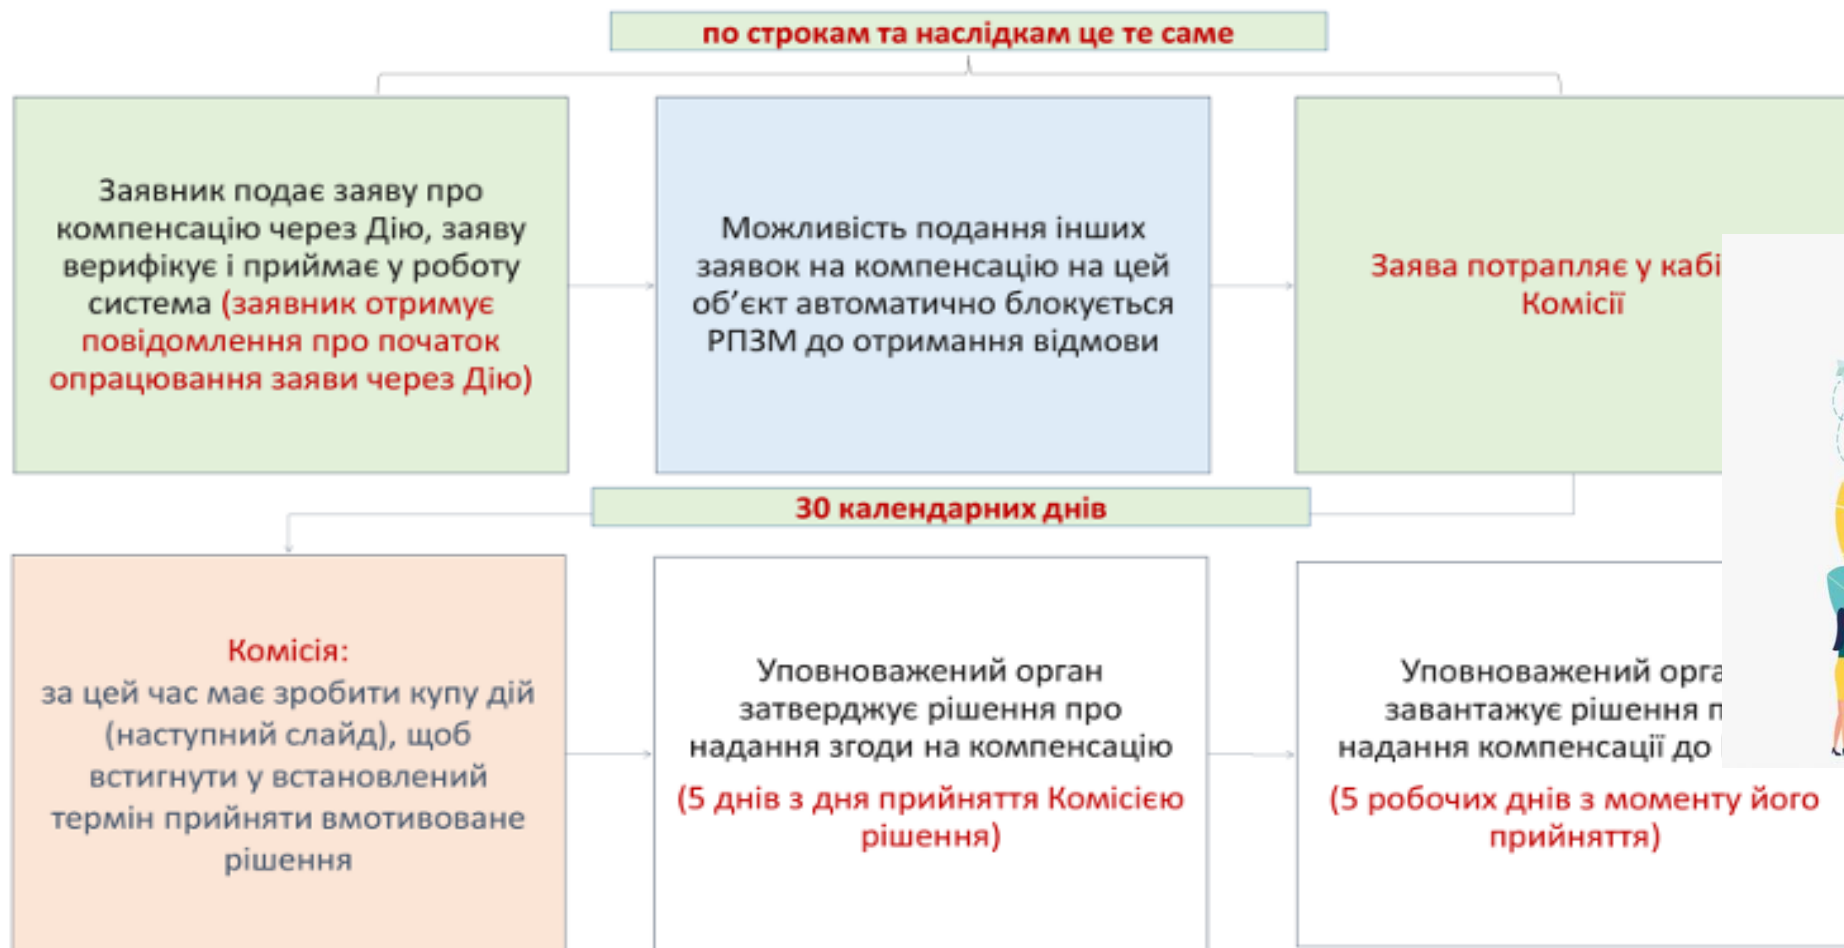 по строкам та наслідкам це те саме
Заявник подає заяву про
компенсацію через Дію, заяву
верифікує і приймає у роботу
система (заявник отримує
повідомлення про початок
опрацювання заяви через Дію)
Можливість подання інших
заявок на компенсацію на цей
об’єкт автоматично блокується
РПЗМ до отримання відмови
Заява потрапляє у кабі
Комісії
30 календарних днів
Комісія:
за цей час має зробити купу дій
(наступний слайд), щоб
встигнути у встановлений
термін прийняти вмотивоване
рішення
Уповноважений орган
затверджує рішення про
надання згоди на компенсацію
(5 днів з дня прийняття Комісією
рішення)
Уповноважений орга
завантажує рішення п
надання компенсації до
(5 робочих днів з моменту його
прийняття)